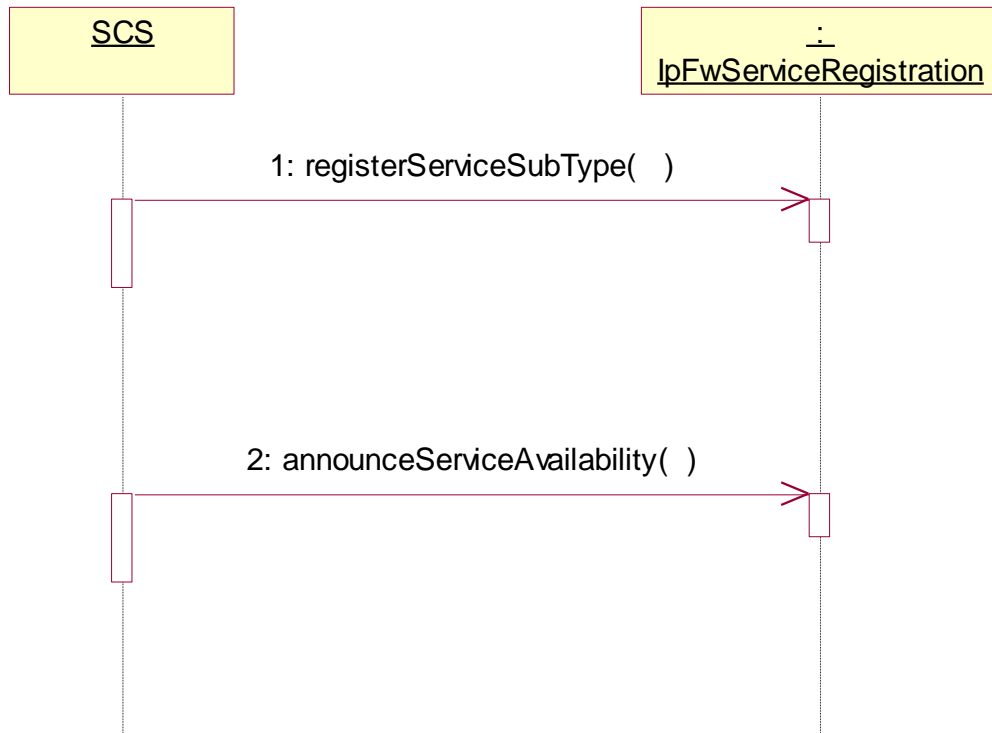 SCS
:
IpFwServiceRegistration
1: registerServiceSubType( )
2: announceServiceAvailability( )